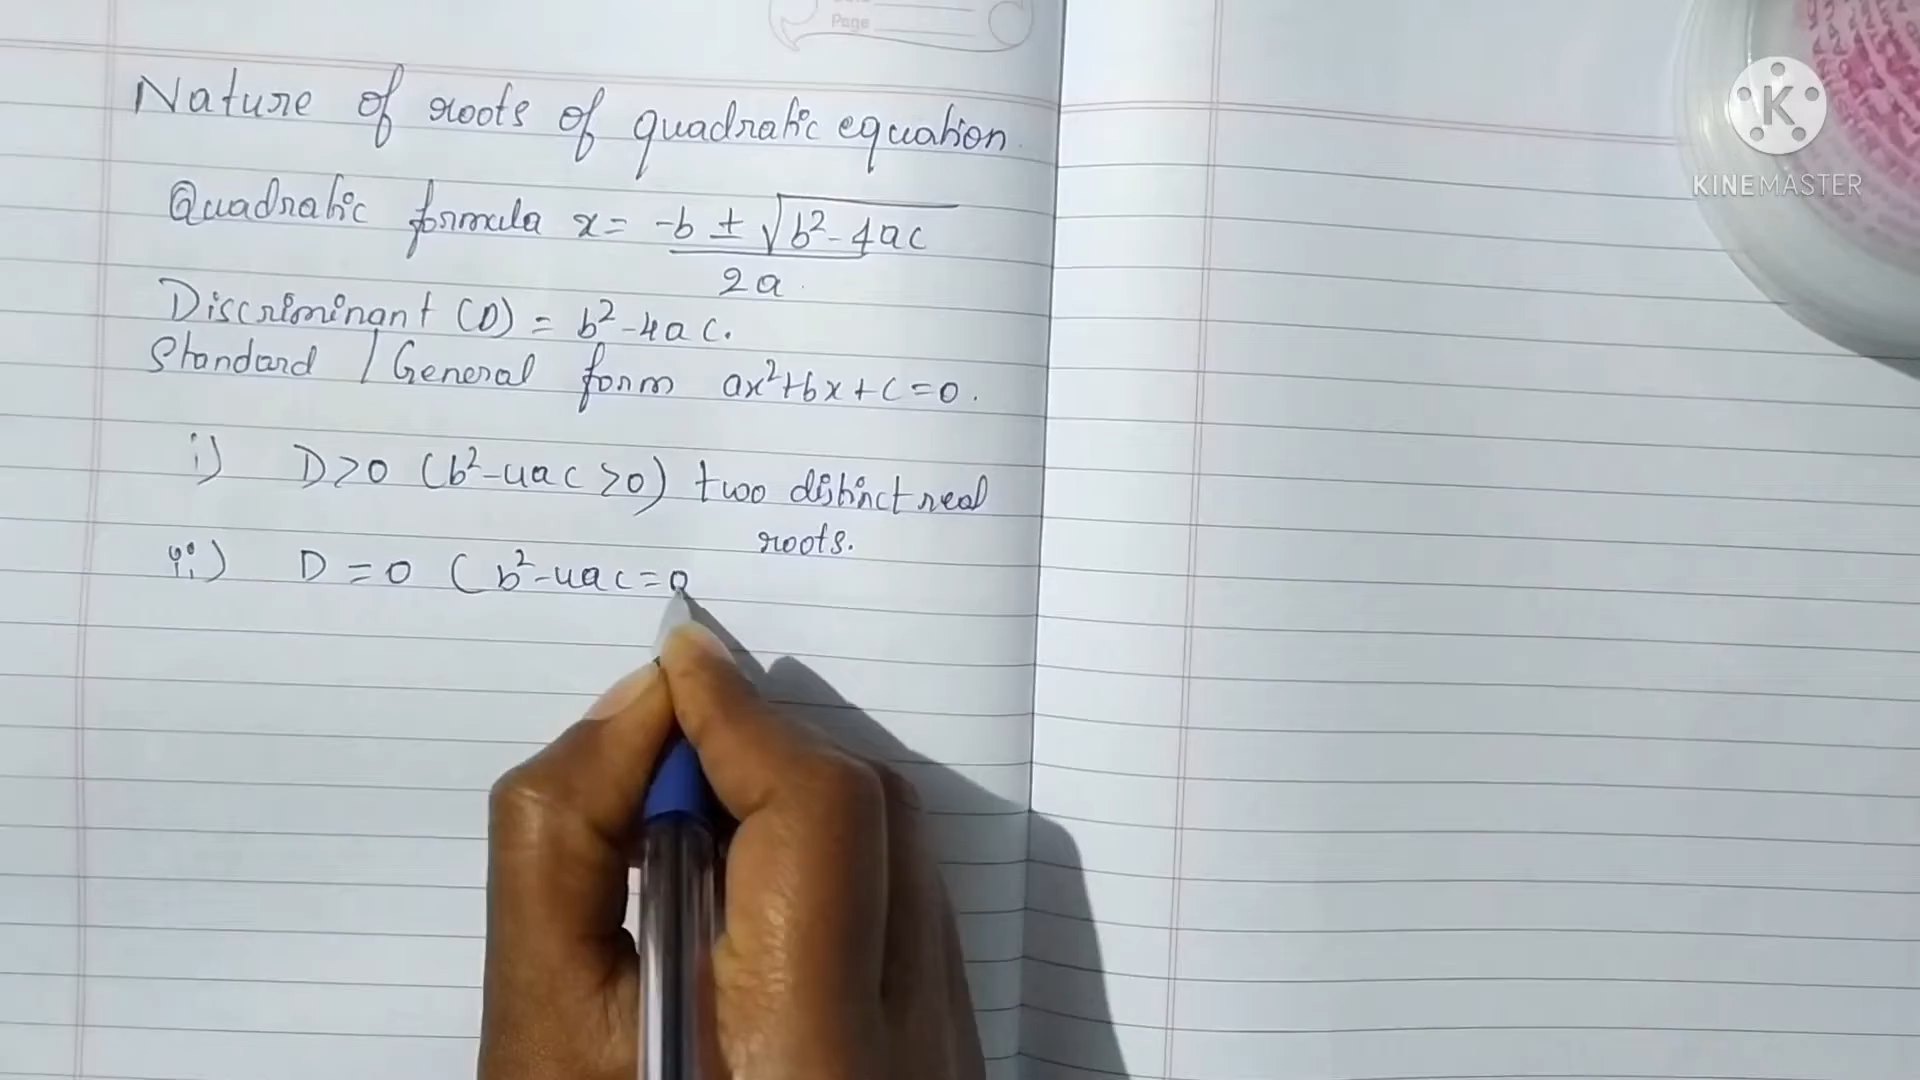 Page
Nature of roots of quadratic equation.
Quadratic formula x = -b ± √b²-4ac
2a.
Discriminant (D) = b²-4ac.
Standard / General form ax²+bx+c=0.
i) D>0 (b²-4ac>0) two distinct real
roots.
ii) D=0 (b²-4ac=0
K
KINEMASTER